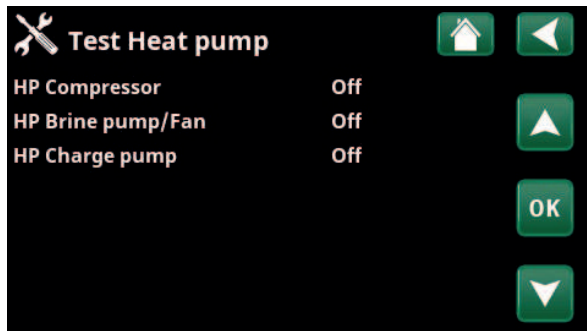 Test Heat pump
HP Compressor Off
HP Brine pump/Fan Off
HP Charge pump Off
OK